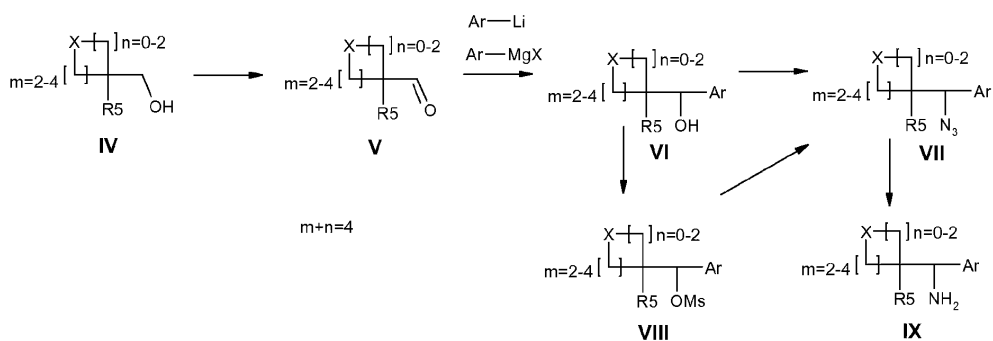 X [ ] n=0-2
m=2-4 [ ]
R5 OH
IV
X [ ] n=0-2
m=2-4 [ ]
R5 O
V
Ar—Li
Ar—MgX
X [ ] n=0-2
m=2-4 [ ] Ar
R5 OH
VI
X [ ] n=0-2
m=2-4 [ ] Ar
R5 N3
VII
m+n=4
X [ ] n=0-2
m=2-4 [ ] Ar
R5 OMs
VIII
X [ ] n=0-2
m=2-4 [ ] Ar
R5 NH2
IX